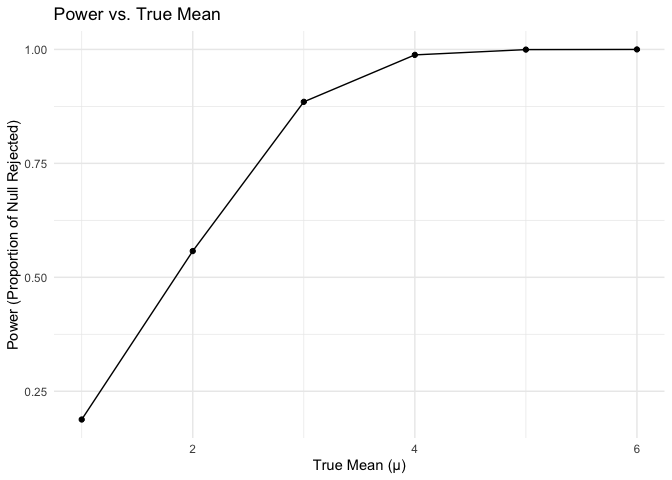 Power vs. True Mean
Power (Proportion of Null Rejected)
1.00
0.75
0.50
0.25
2
4
6
True Mean (μ)